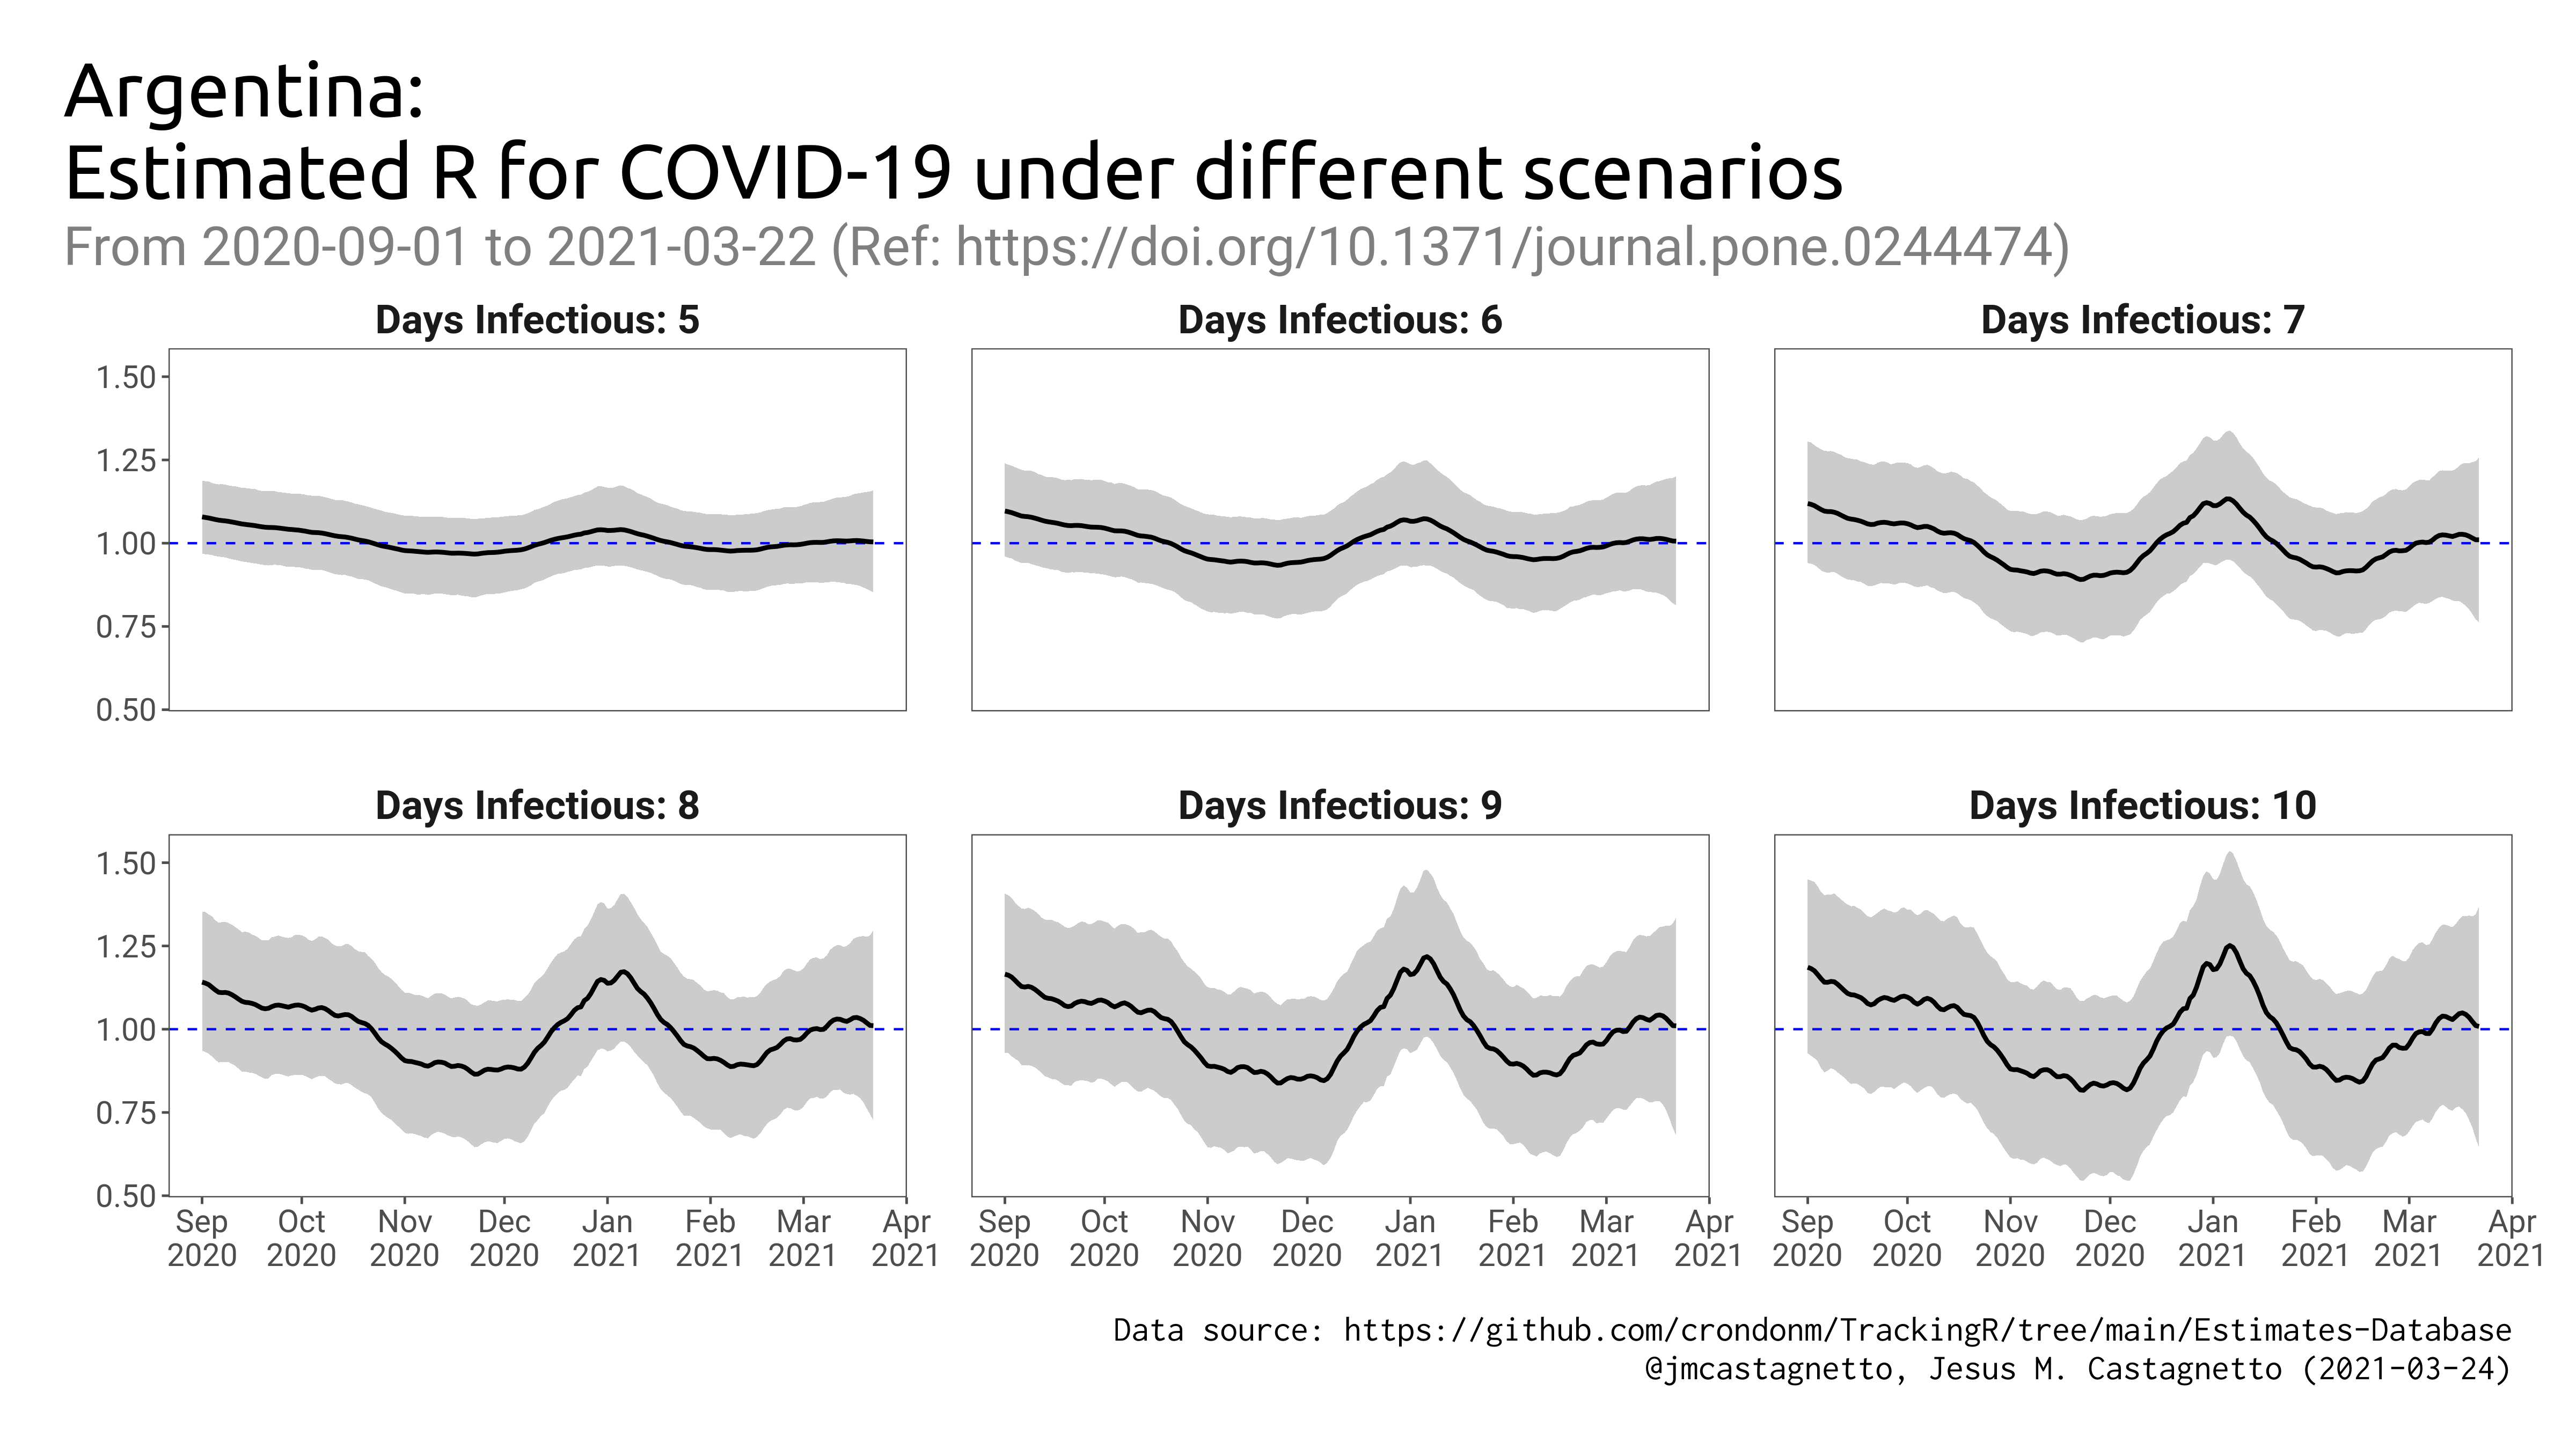 Argentina:
Estimated R for COVID-19 under different scenarios
From 2020-09-01 to 2021-03-22 (Ref: https://doi.org/10.1371/journal.pone.0244474)
Days Infectious: 5
Days Infectious: 6
Days Infectious: 7
1.50
1.25
1.00
0.75
0.50
Days Infectious: 8
Days Infectious: 9
Days Infectious: 10
1.50
1.25
1.00
0.75
0.50
Sep Oct Nov Dec Jan Feb Mar Apr
2020 2020 2020 2020 2021 2021 2021 2021
Sep Oct Nov Dec Jan Feb Mar Apr
2020 2020 2020 2020 2021 2021 2021 2021
Sep Oct Nov Dec Jan Feb Mar Apr
2020 2020 2020 2020 2021 2021 2021 2021
Data source: https://github.com/crondonm/TrackingR/tree/main/Estimates-Database
@jmcastagnetto, Jesus M. Castagnetto (2021-03-24)